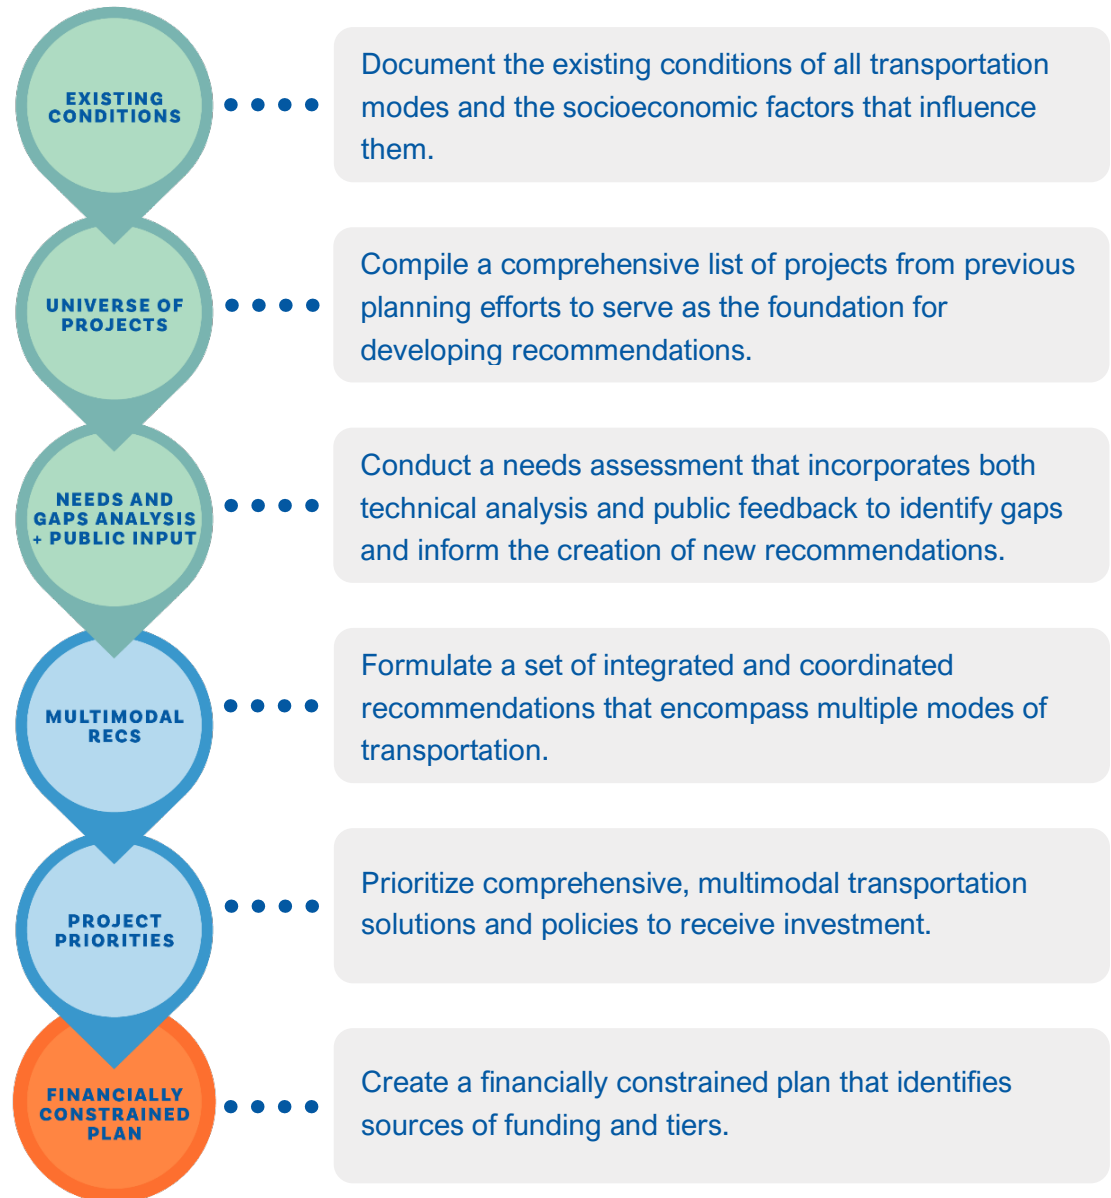 EXISTING
CONDITIONS
Document the existing conditions of all transportation
modes and the socioeconomic factors that influence
them.
UNIVERSE OF
PROJECTS
Compile a comprehensive list of projects from previous
planning efforts to serve as the foundation for
developing recommendations.
NEEDS AND
GAPS ANALYSIS
+ PUBLIC INPUT
Conduct a needs assessment that incorporates both
technical analysis and public feedback to identify gaps
and inform the creation of new recommendations.
MULTIMODAL
RECS
Formulate a set of integrated and coordinated
recommendations that encompass multiple modes of
transportation.
PROJECT
PRIORITIES
Prioritize comprehensive, multimodal transportation
solutions and policies to receive investment.
FINANCIALLY
CONSTRAINED
PLAN
Create a financially constrained plan that identifies
sources of funding and tiers.